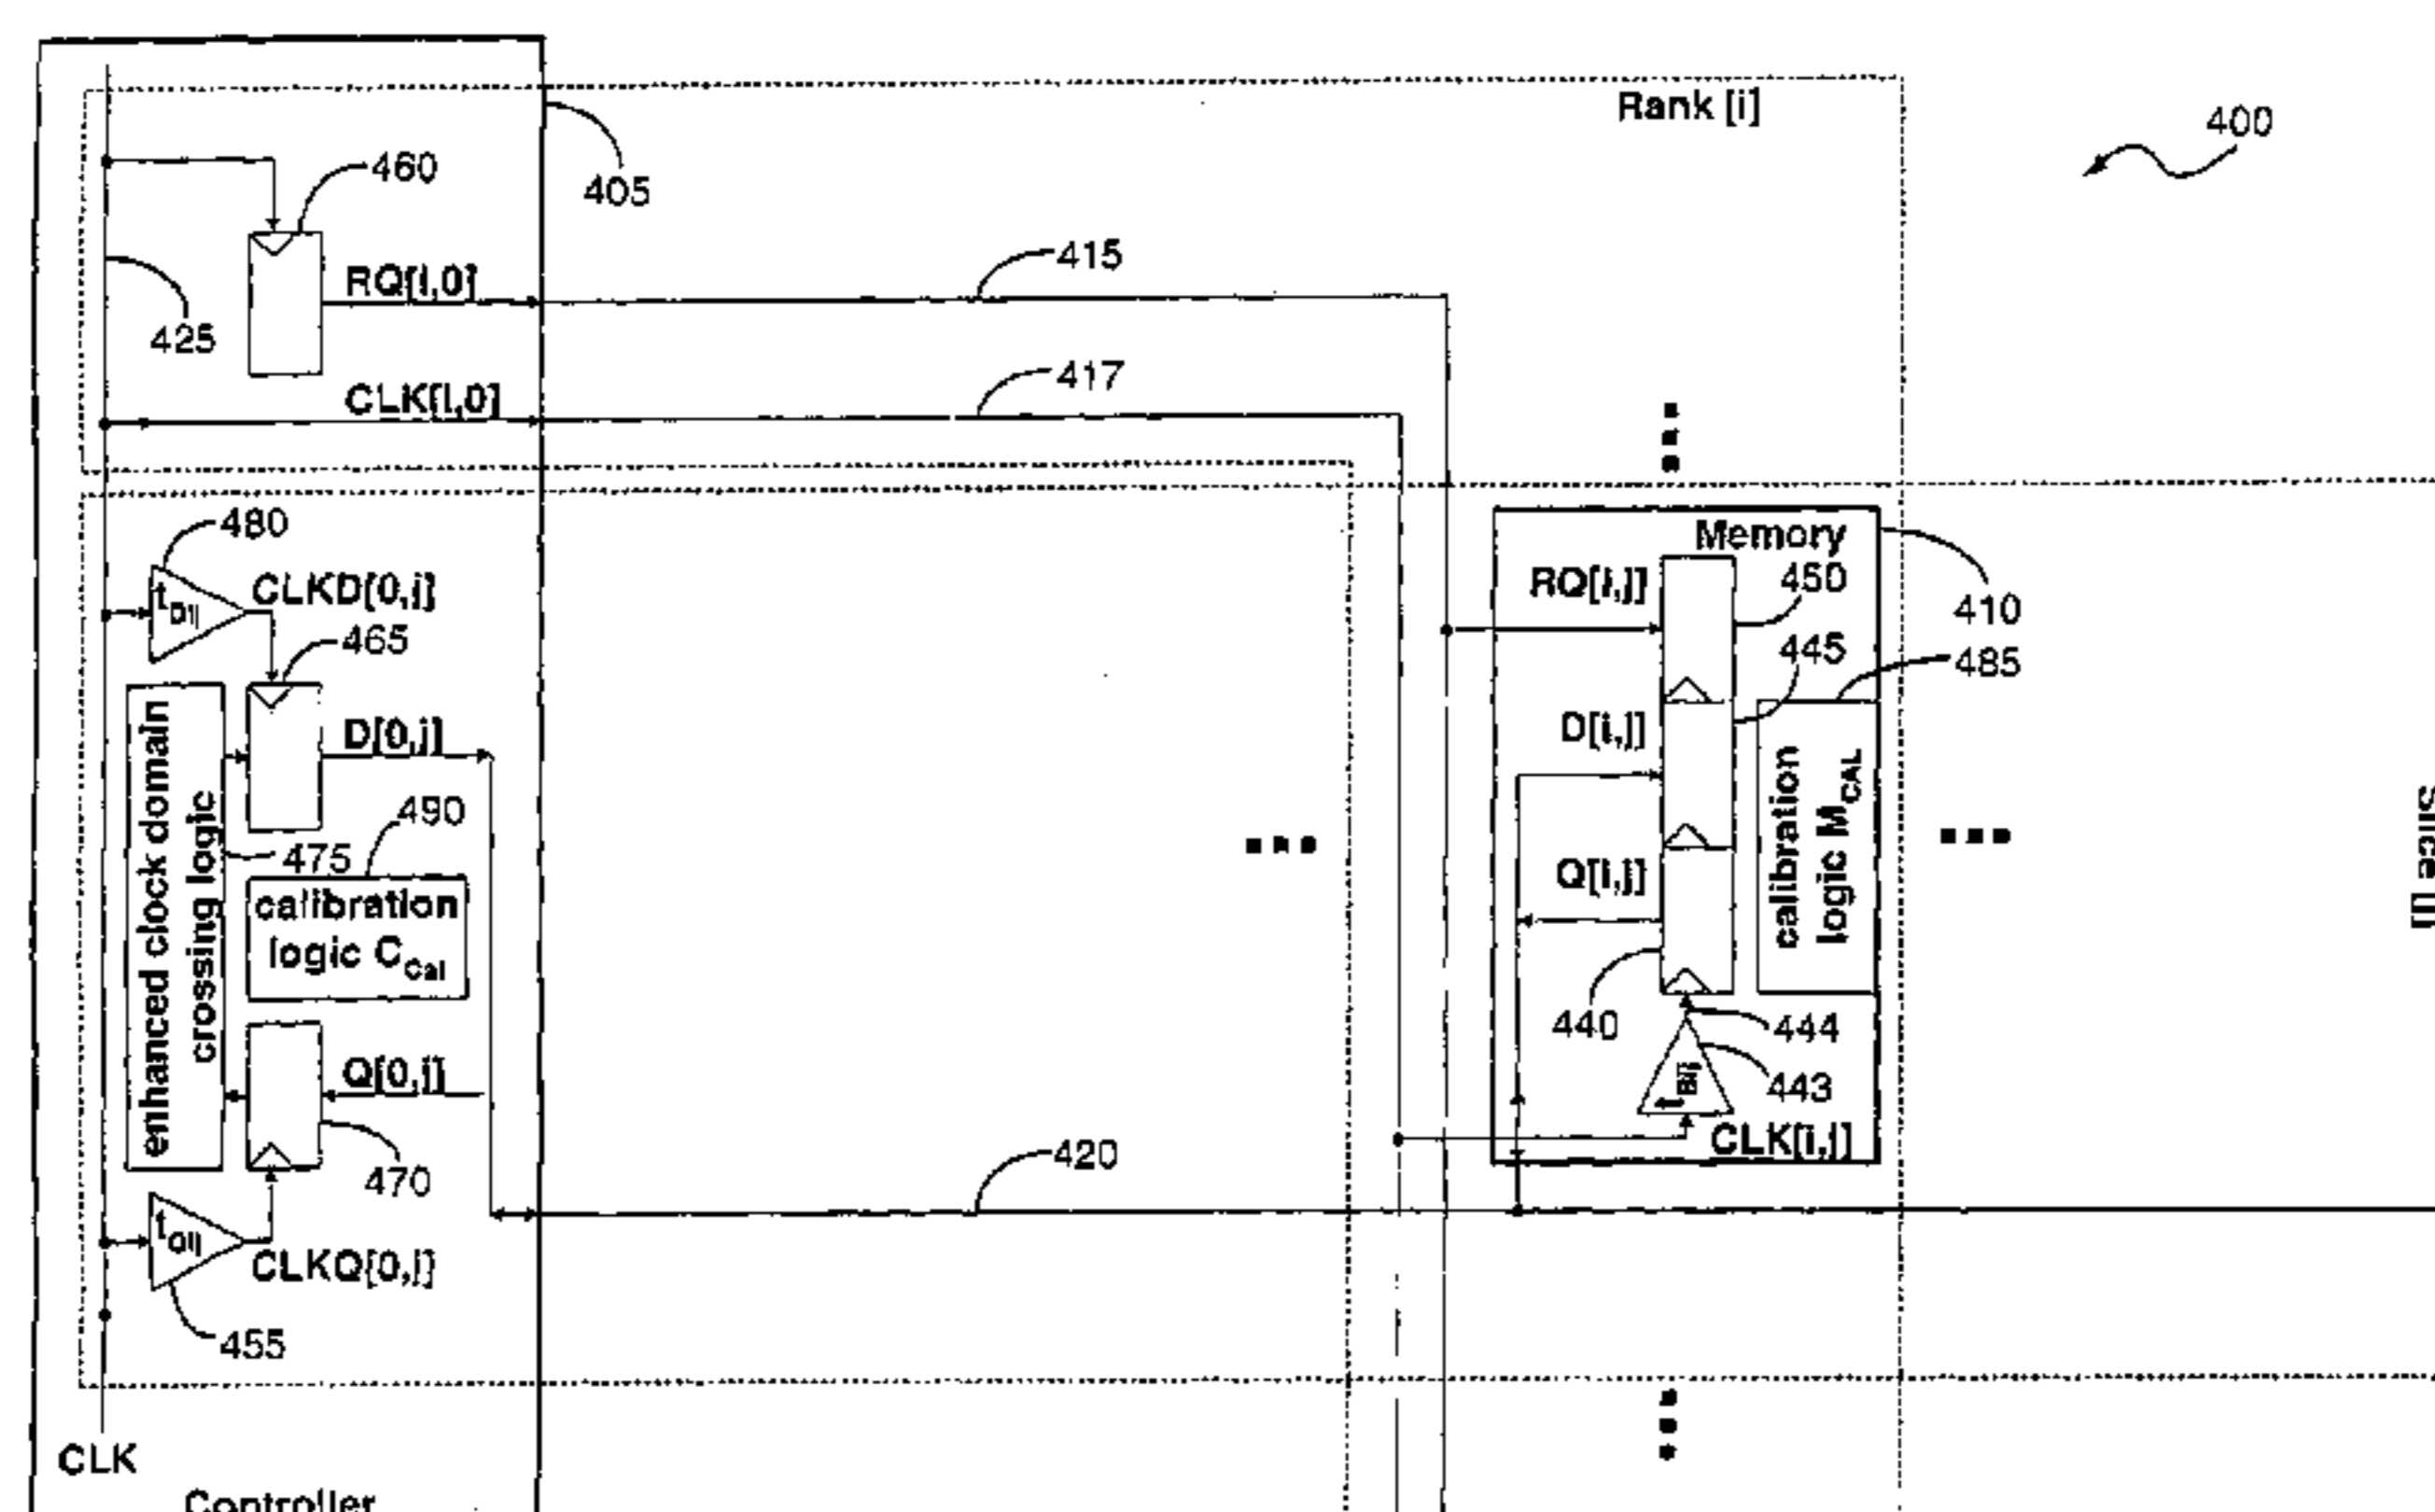 Rank [i]
400
460
405
RQ[i,0]
415
425
CLK[i,0]
417
480
CLKD[0,j]
465
D[0,j]
490
475
enhanced clock domain
crossing logic
calibration
logic C_Cal
Q[0,j]
470
CLKQ[0,j]
455
420
CLK
Controller
Memory
RQ[i,j]
450
410
445
485
D[i,j]
calibration
logic M_CAL
Q[i,j]
440
444
443
CLK[i,j]